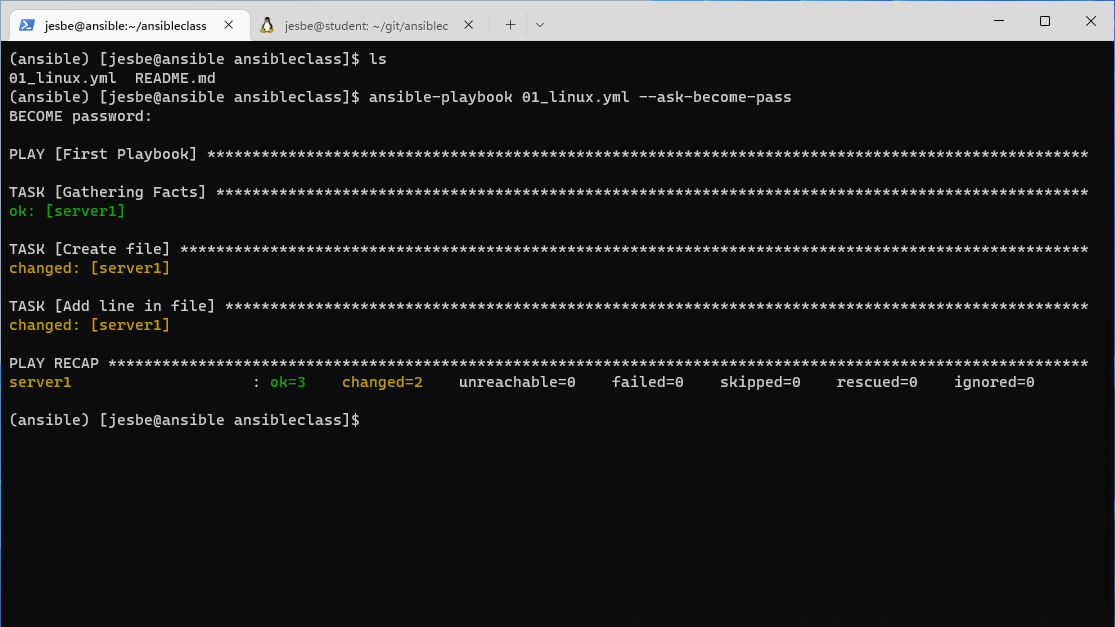 jesbe@ansible:~/ansibleclass
jesbe@student: ~/git/ansiblec
(ansible) [jesbe@ansible ansibleclass]$ ls
01_linux.yml  README.md
(ansible) [jesbe@ansible ansibleclass]$ ansible-playbook 01_linux.yml --ask-become-pass
BECOME password:
PLAY [First Playbook] **************************************************************************************************
TASK [Gathering Facts] *************************************************************************************************
ok: [server1]
TASK [Create file] *****************************************************************************************************
changed: [server1]
TASK [Add line in file] ************************************************************************************************
changed: [server1]
PLAY RECAP *************************************************************************************************************
server1                    : ok=3    changed=2    unreachable=0    failed=0    skipped=0    rescued=0    ignored=0
(ansible) [jesbe@ansible ansibleclass]$